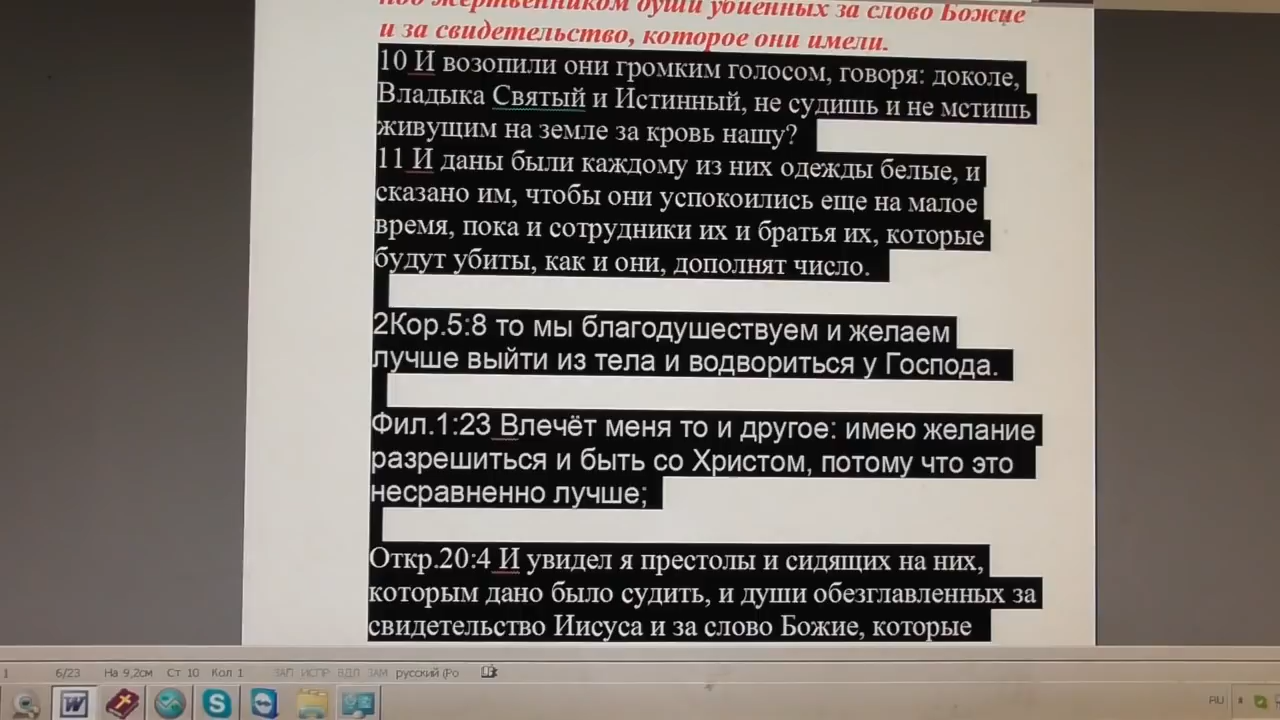 под жертвенником души убиенных за слово Божие
и за свидетельство, которое они имели.
10 И возопили они громким голосом, говоря: доколе,
Владыка Святый и Истинный, не судишь и не мстишь
живущим на земле за кровь нашу?
11 И даны были каждому из них одежды белые, и
сказано им, чтобы они успокоились еще на малое
время, пока и сотрудники их и братья их, которые
будут убиты, как и они, дополнят число.
2Кор.5:8 то мы благодушествуем и желаем
лучше выйти из тела и водвориться у Господа.
Фил.1:23 Влечёт меня то и другое: имею желание
разрешиться и быть со Христом, потому что это
несравненно лучше;
Откр.20:4 И увидел я престолы и сидящих на них,
которым дано было судить, и души обезглавленных за
свидетельство Иисуса и за слово Божие, которые
1 6/23 На 9,2см Ст 10 Кол 1 ЗАП ИСПР ВДЛ ЗАМ русский (Ро
W S RU